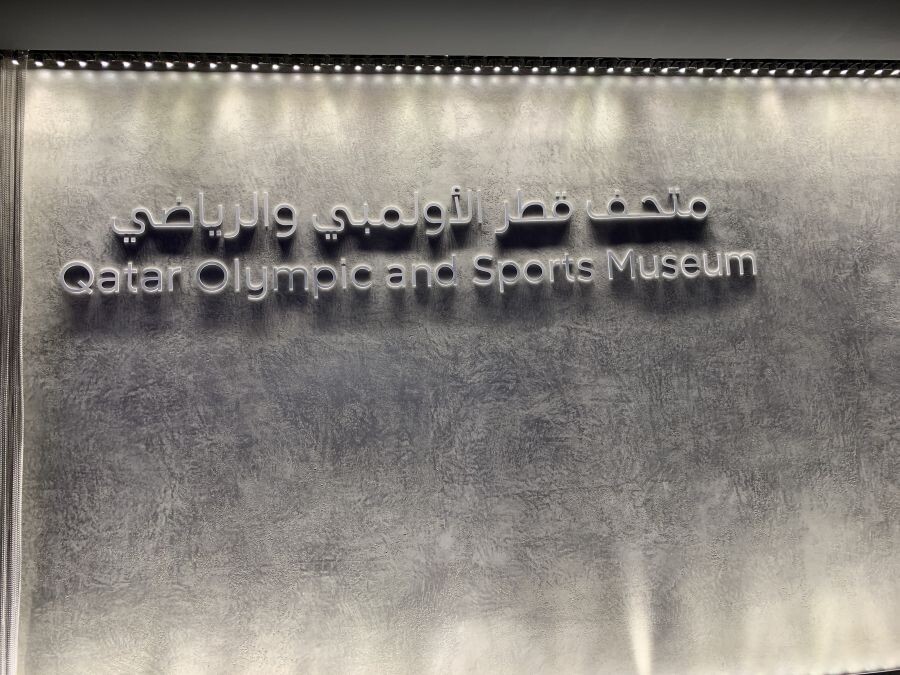 متحف قطر الأولمبي والرياضي
Qatar Olympic and Sports Museum